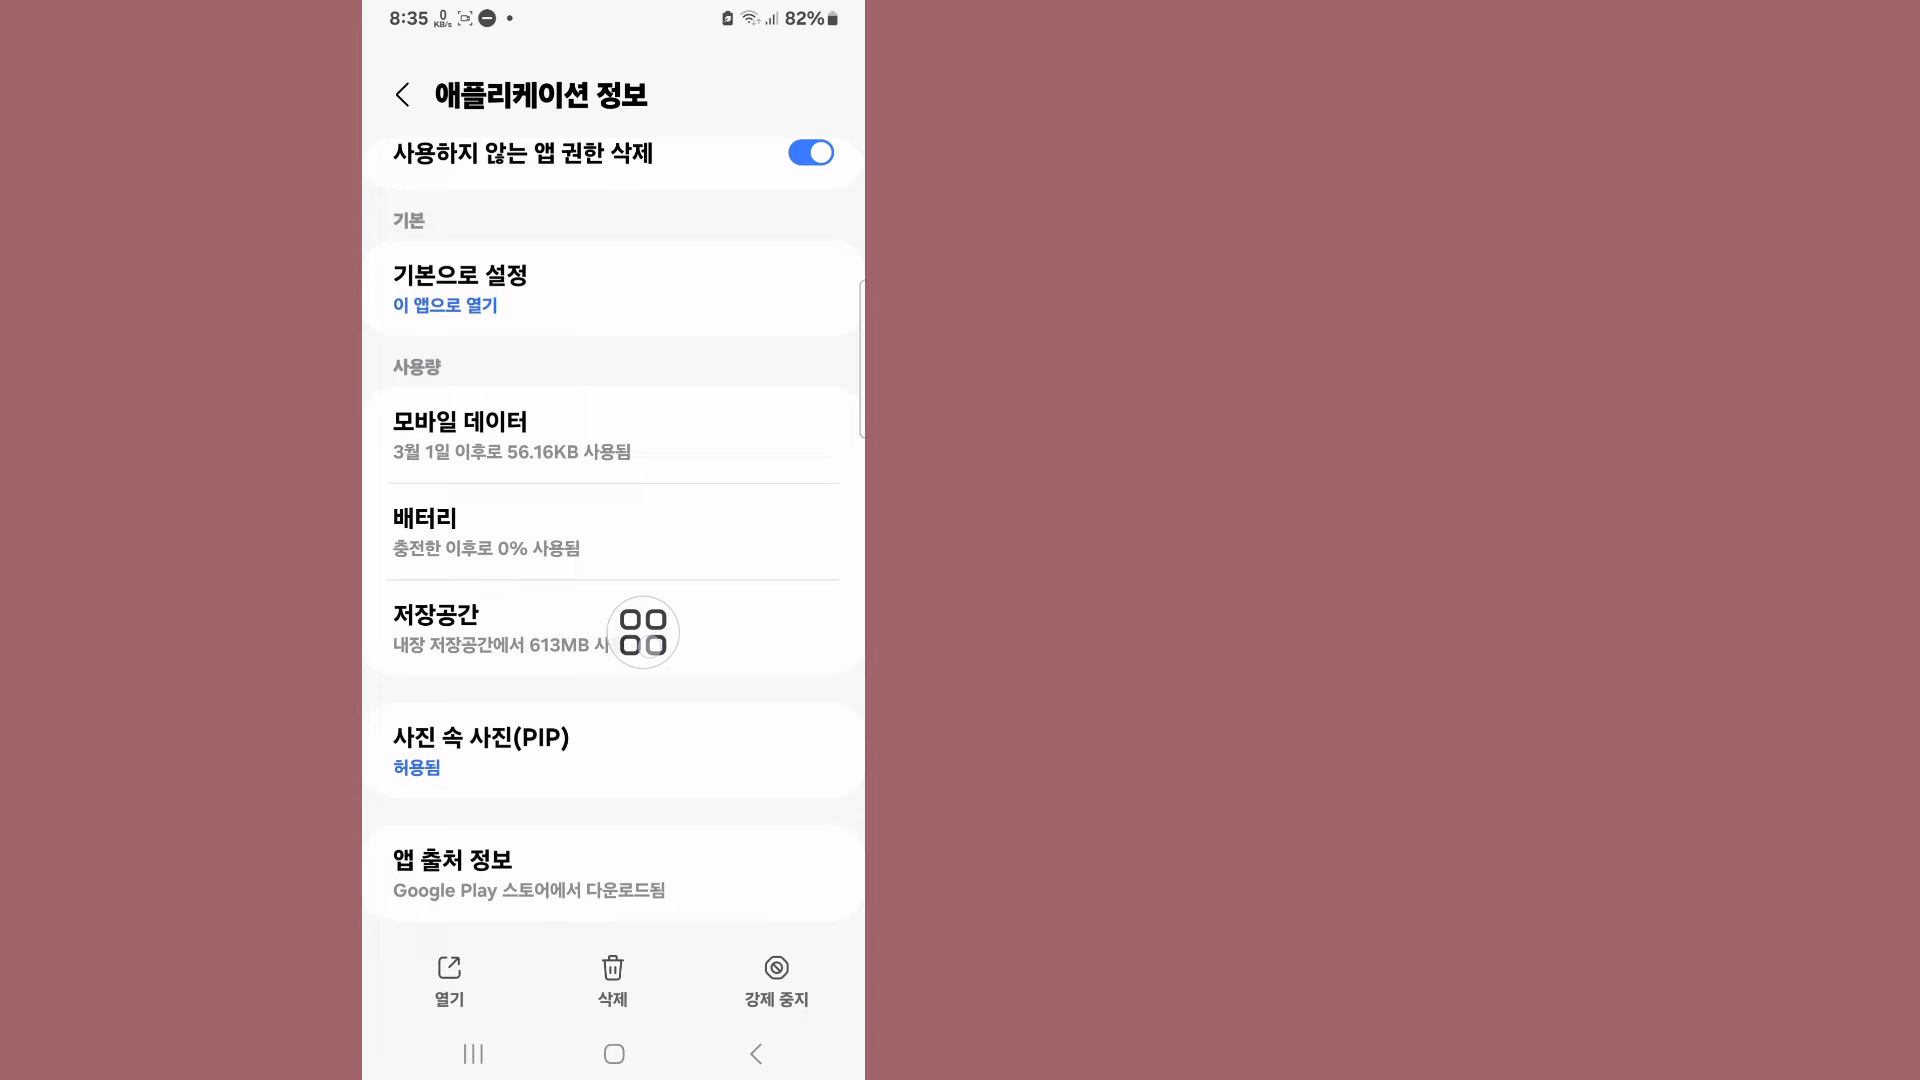 8:35 0 KB/s 82%
애플리케이션 정보
사용하지 않는 앱 권한 삭제
기본
기본으로 설정
이 앱으로 열기
사용량
모바일 데이터
3월 1일 이후로 56.16KB 사용됨
배터리
충전한 이후로 0% 사용됨
저장공간
내장 저장공간에서 613MB
사진 속 사진(PIP)
허용됨
앱 출처 정보
Google Play 스토어에서 다운로드됨
열기 삭제 강제 중지